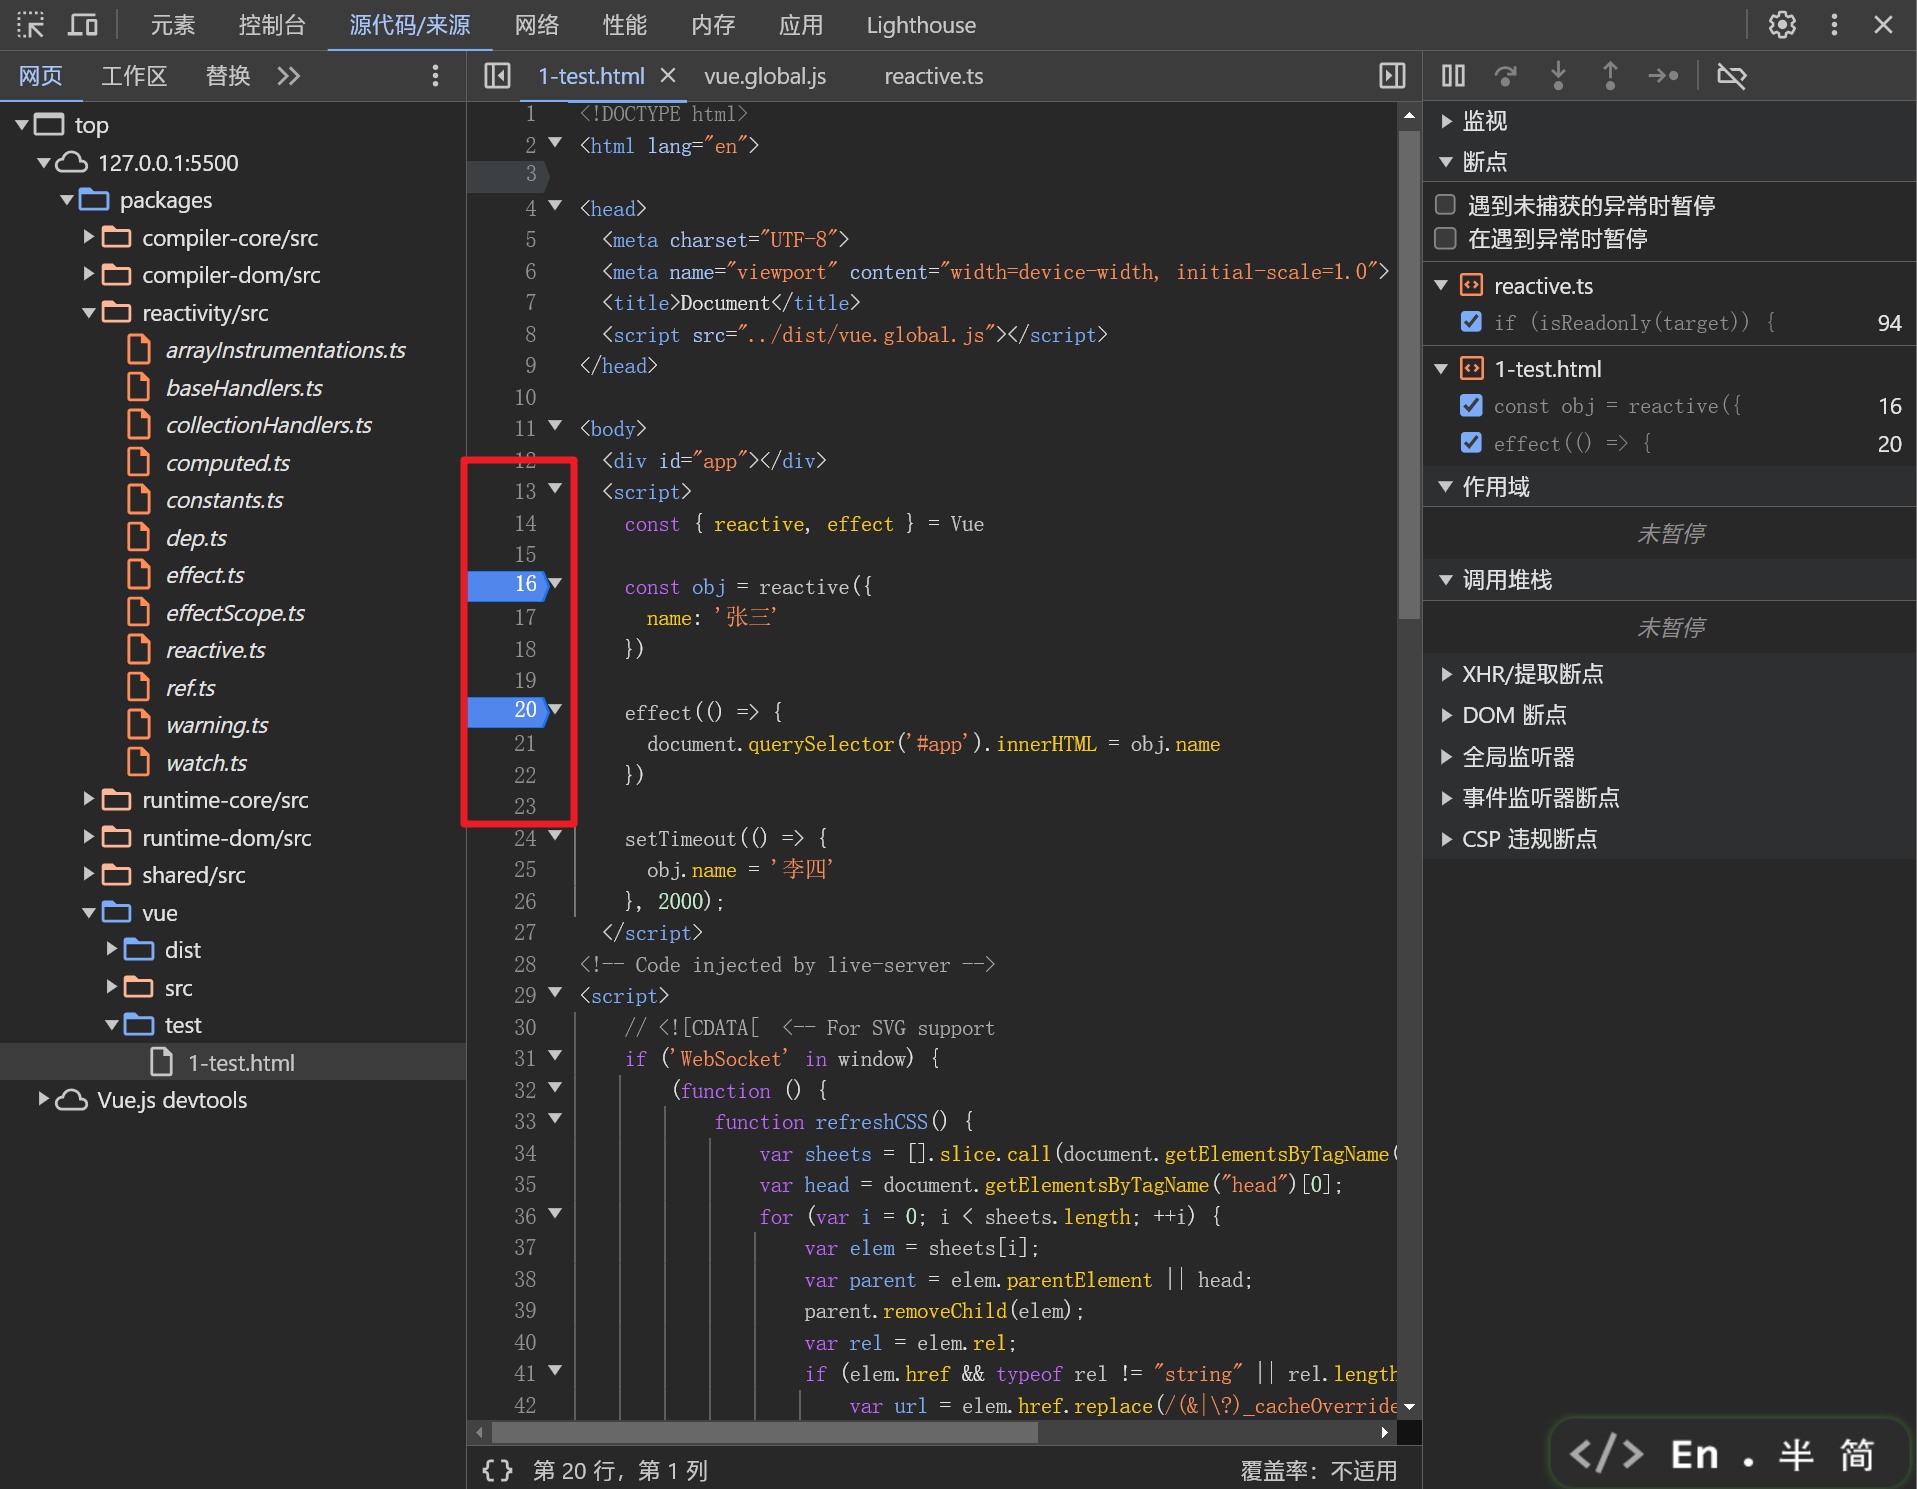 元素 控制台 源代码/来源 网络 性能 内存 应用 Lighthouse
网页 工作区 替换
1-test.html vue.global.js reactive.ts
top
127.0.0.1:5500
packages
compiler-core/src
compiler-dom/src
reactivity/src
arrayInstrumentations.ts
baseHandlers.ts
collectionHandlers.ts
computed.ts
constants.ts
dep.ts
effect.ts
effectScope.ts
reactive.ts
ref.ts
warning.ts
watch.ts
runtime-core/src
runtime-dom/src
shared/src
vue
dist
src
test
1-test.html
Vue.js devtools
1 <!DOCTYPE html>
2 <html lang="en">
3
4 <head>
5 <meta charset="UTF-8">
6 <meta name="viewport" content="width=device-width, initial-scale=1.0">
7 <title>Document</title>
8 <script src="../dist/vue.global.js"></script>
9 </head>
10
11 <body>
12 <div id="app"></div>
13 <script>
14 const { reactive, effect } = Vue
15
16 const obj = reactive({
17 name: '张三'
18 })
19
20 effect(() => {
21 document.querySelector('#app').innerHTML = obj.name
22 })
23
24 setTimeout(() => {
25 obj.name = '李四'
26 }, 2000);
27 </script>
28 <!-- Code injected by live-server -->
29 <script>
30 // <![CDATA[  <-- For SVG support
31 if ('WebSocket' in window) {
32 (function () {
33 function refreshCSS() {
34 var sheets = [].slice.call(document.getElementsByTagName(
35 var head = document.getElementsByTagName("head")[0];
36 for (var i = 0; i < sheets.length; ++i) {
37 var elem = sheets[i];
38 var parent = elem.parentElement || head;
39 parent.removeChild(elem);
40 var rel = elem.rel;
41 if (elem.href && typeof rel != "string" || rel.length
42 var url = elem.href.replace(/(&|\?)_cacheOverride
{} 第 20 行，第 1 列
覆盖率：不适用
监视
断点
遇到未捕获的异常时暂停
在遇到异常时暂停
reactive.ts
if (isReadonly(target)) { 94
1-test.html
const obj = reactive({ 16
effect(() => { 20
作用域
未暂停
调用堆栈
未暂停
XHR/提取断点
DOM 断点
全局监听器
事件监听器断点
CSP 违规断点
</> En . 半 简